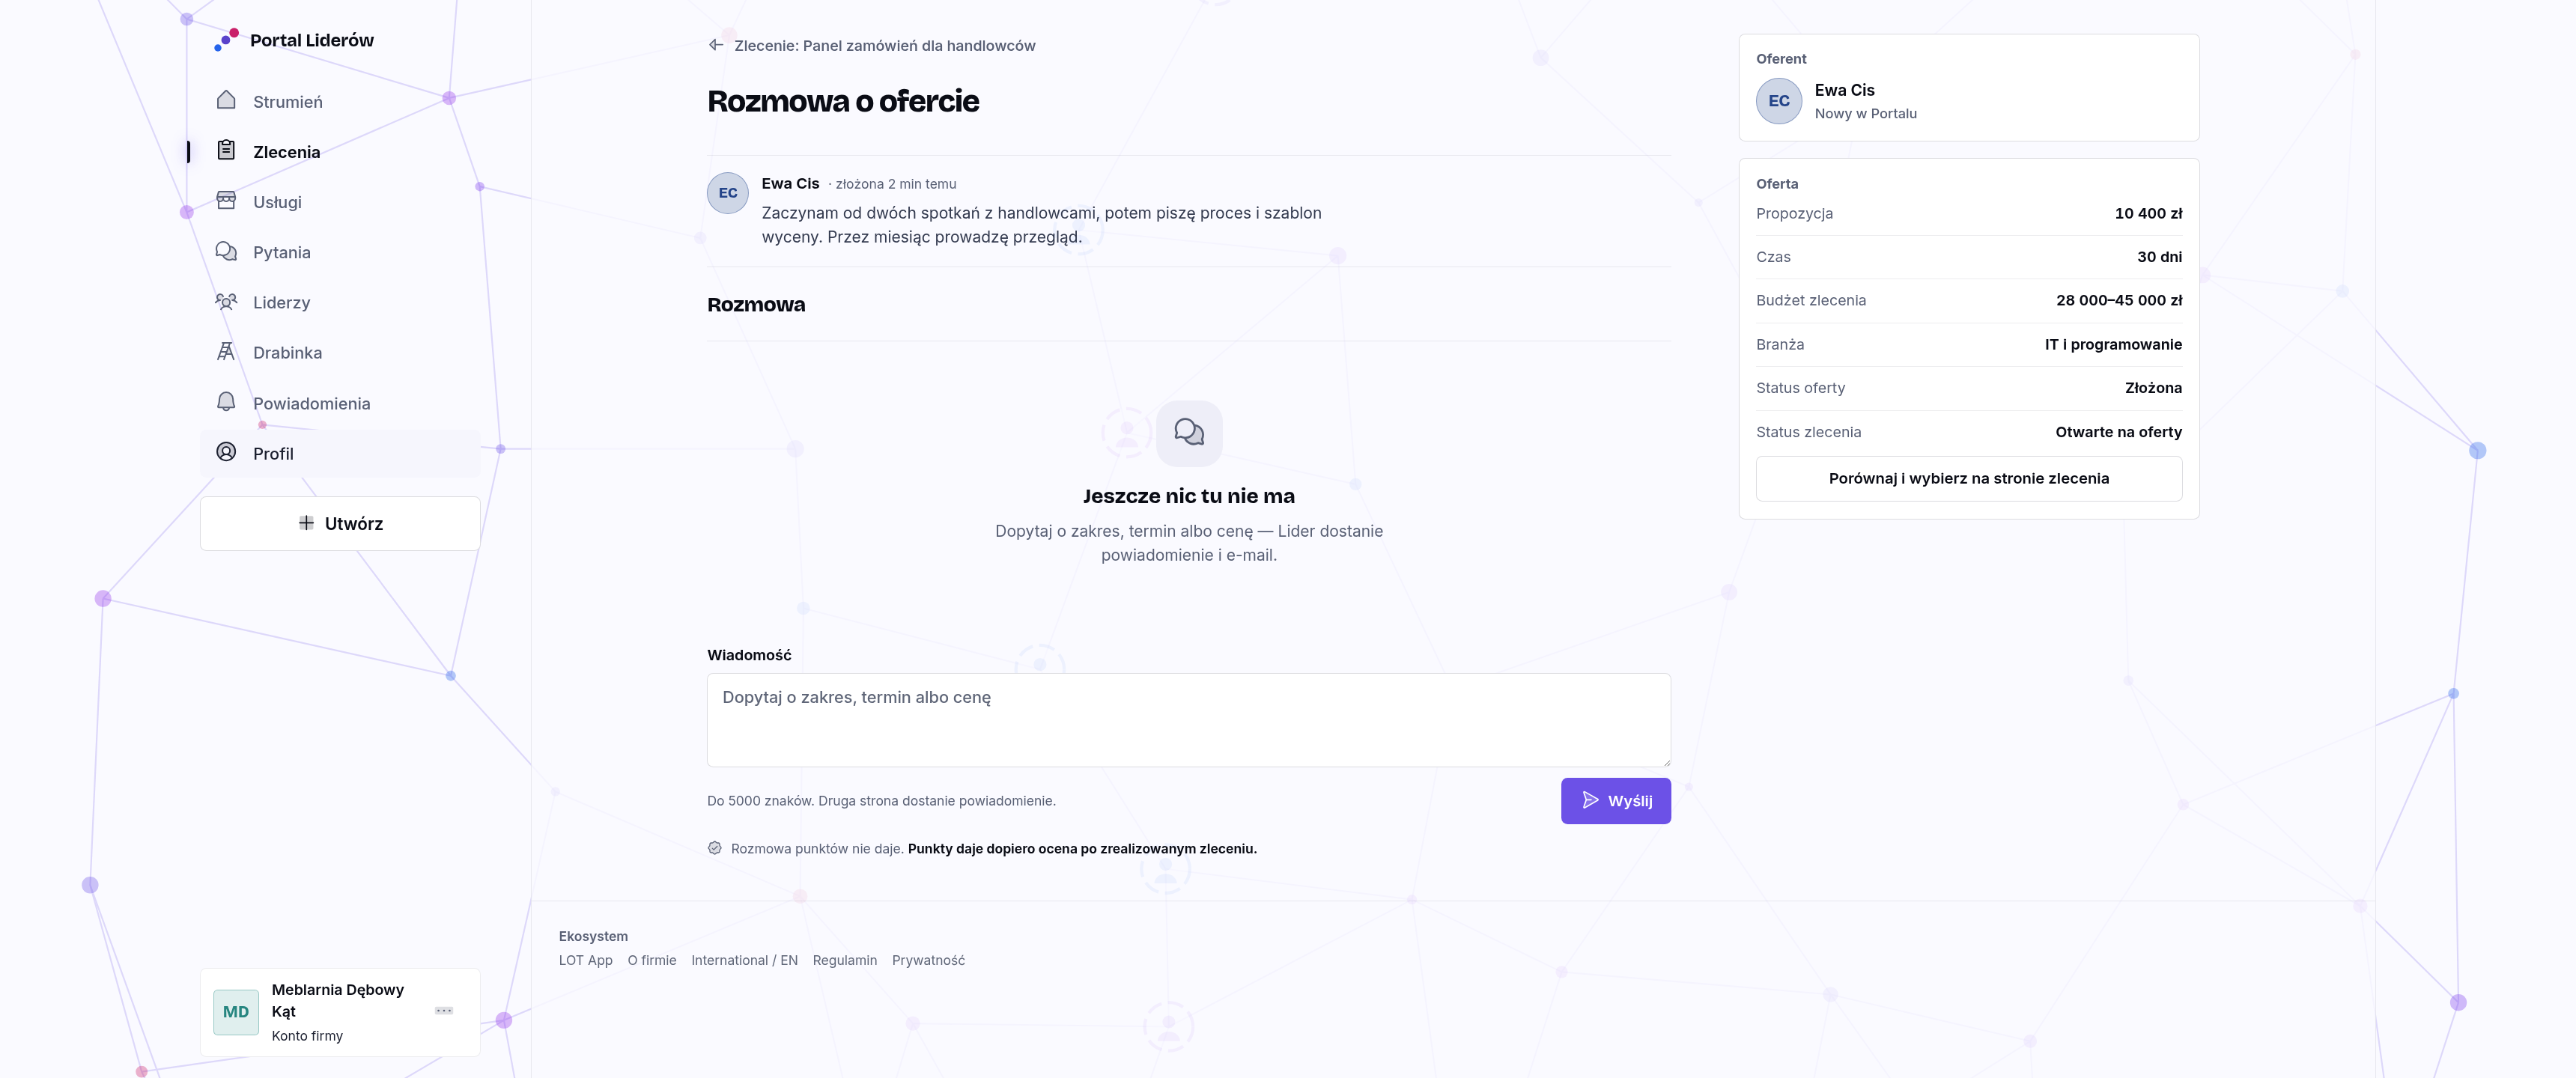 Portal Liderów
Strumień
Zlecenia
Usługi
Pytania
Liderzy
Drabinka
Powiadomienia
Profil
Utwórz
MD
Meblarnia Dębowy
Kąt
Konto firmy
Zlecenie: Panel zamówień dla handlowców
Rozmowa o ofercie
EC
Ewa Cis · złożona 2 min temu
Zaczynam od dwóch spotkań z handlowcami, potem piszę proces i szablon
wyceny. Przez miesiąc prowadzę przegląd.
Rozmowa
Jeszcze nic tu nie ma
Dopytaj o zakres, termin albo cenę — Lider dostanie
powiadomienie i e-mail.
Wiadomość
Dopytaj o zakres, termin albo cenę
Do 5000 znaków. Druga strona dostanie powiadomienie.
Wyślij
Rozmowa punktów nie daje. Punkty daje dopiero ocena po zrealizowanym zleceniu.
Oferent
EC
Ewa Cis
Nowy w Portalu
Oferta
Propozycja 10 400 zł
Czas 30 dni
Budżet zlecenia 28 000–45 000 zł
Branża IT i programowanie
Status oferty Złożona
Status zlecenia Otwarte na oferty
Porównaj i wybierz na stronie zlecenia
Ekosystem
LOT App O firmie International / EN Regulamin Prywatność